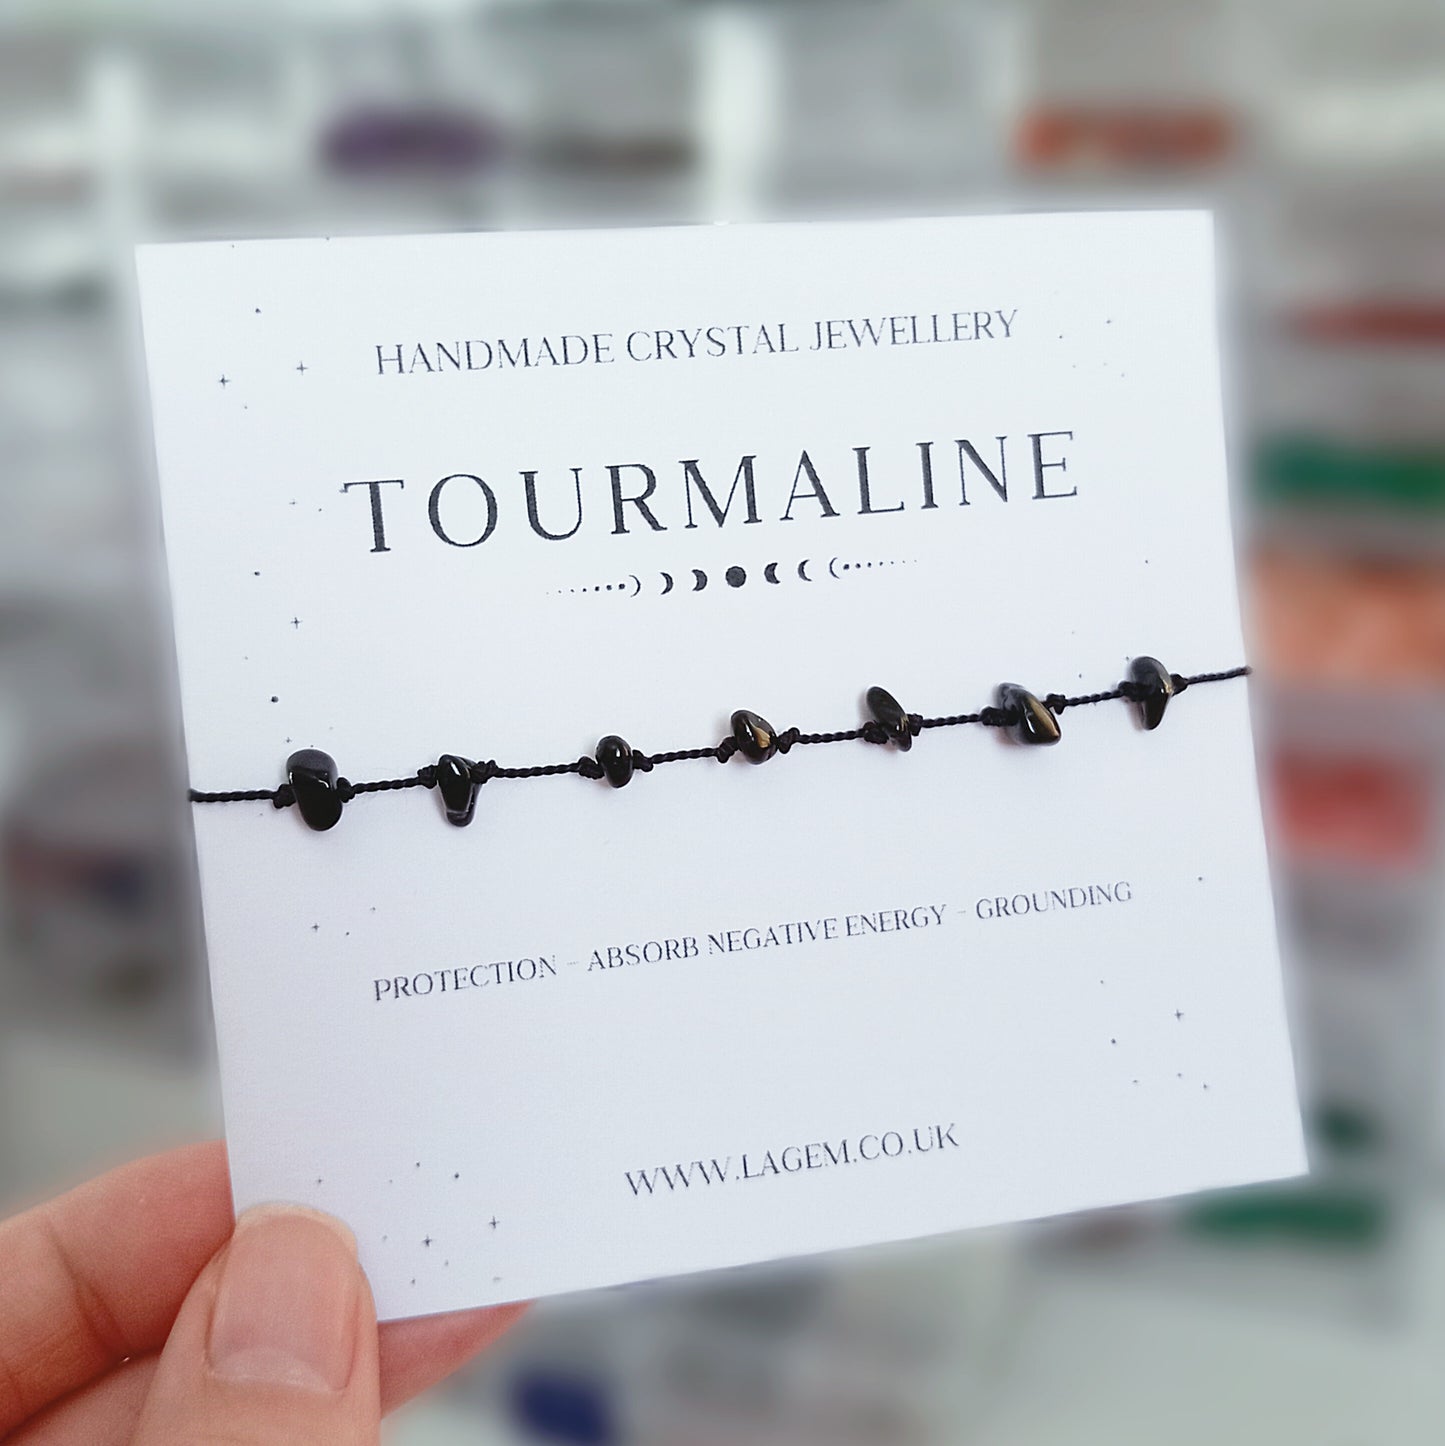 HANDMADE CRYSTAL JEWELLERY
TOURMALINE
PROTECTION - ABSORB NEGATIVE ENERGY - GROUNDING
WWW.LAGEM.CO.UK